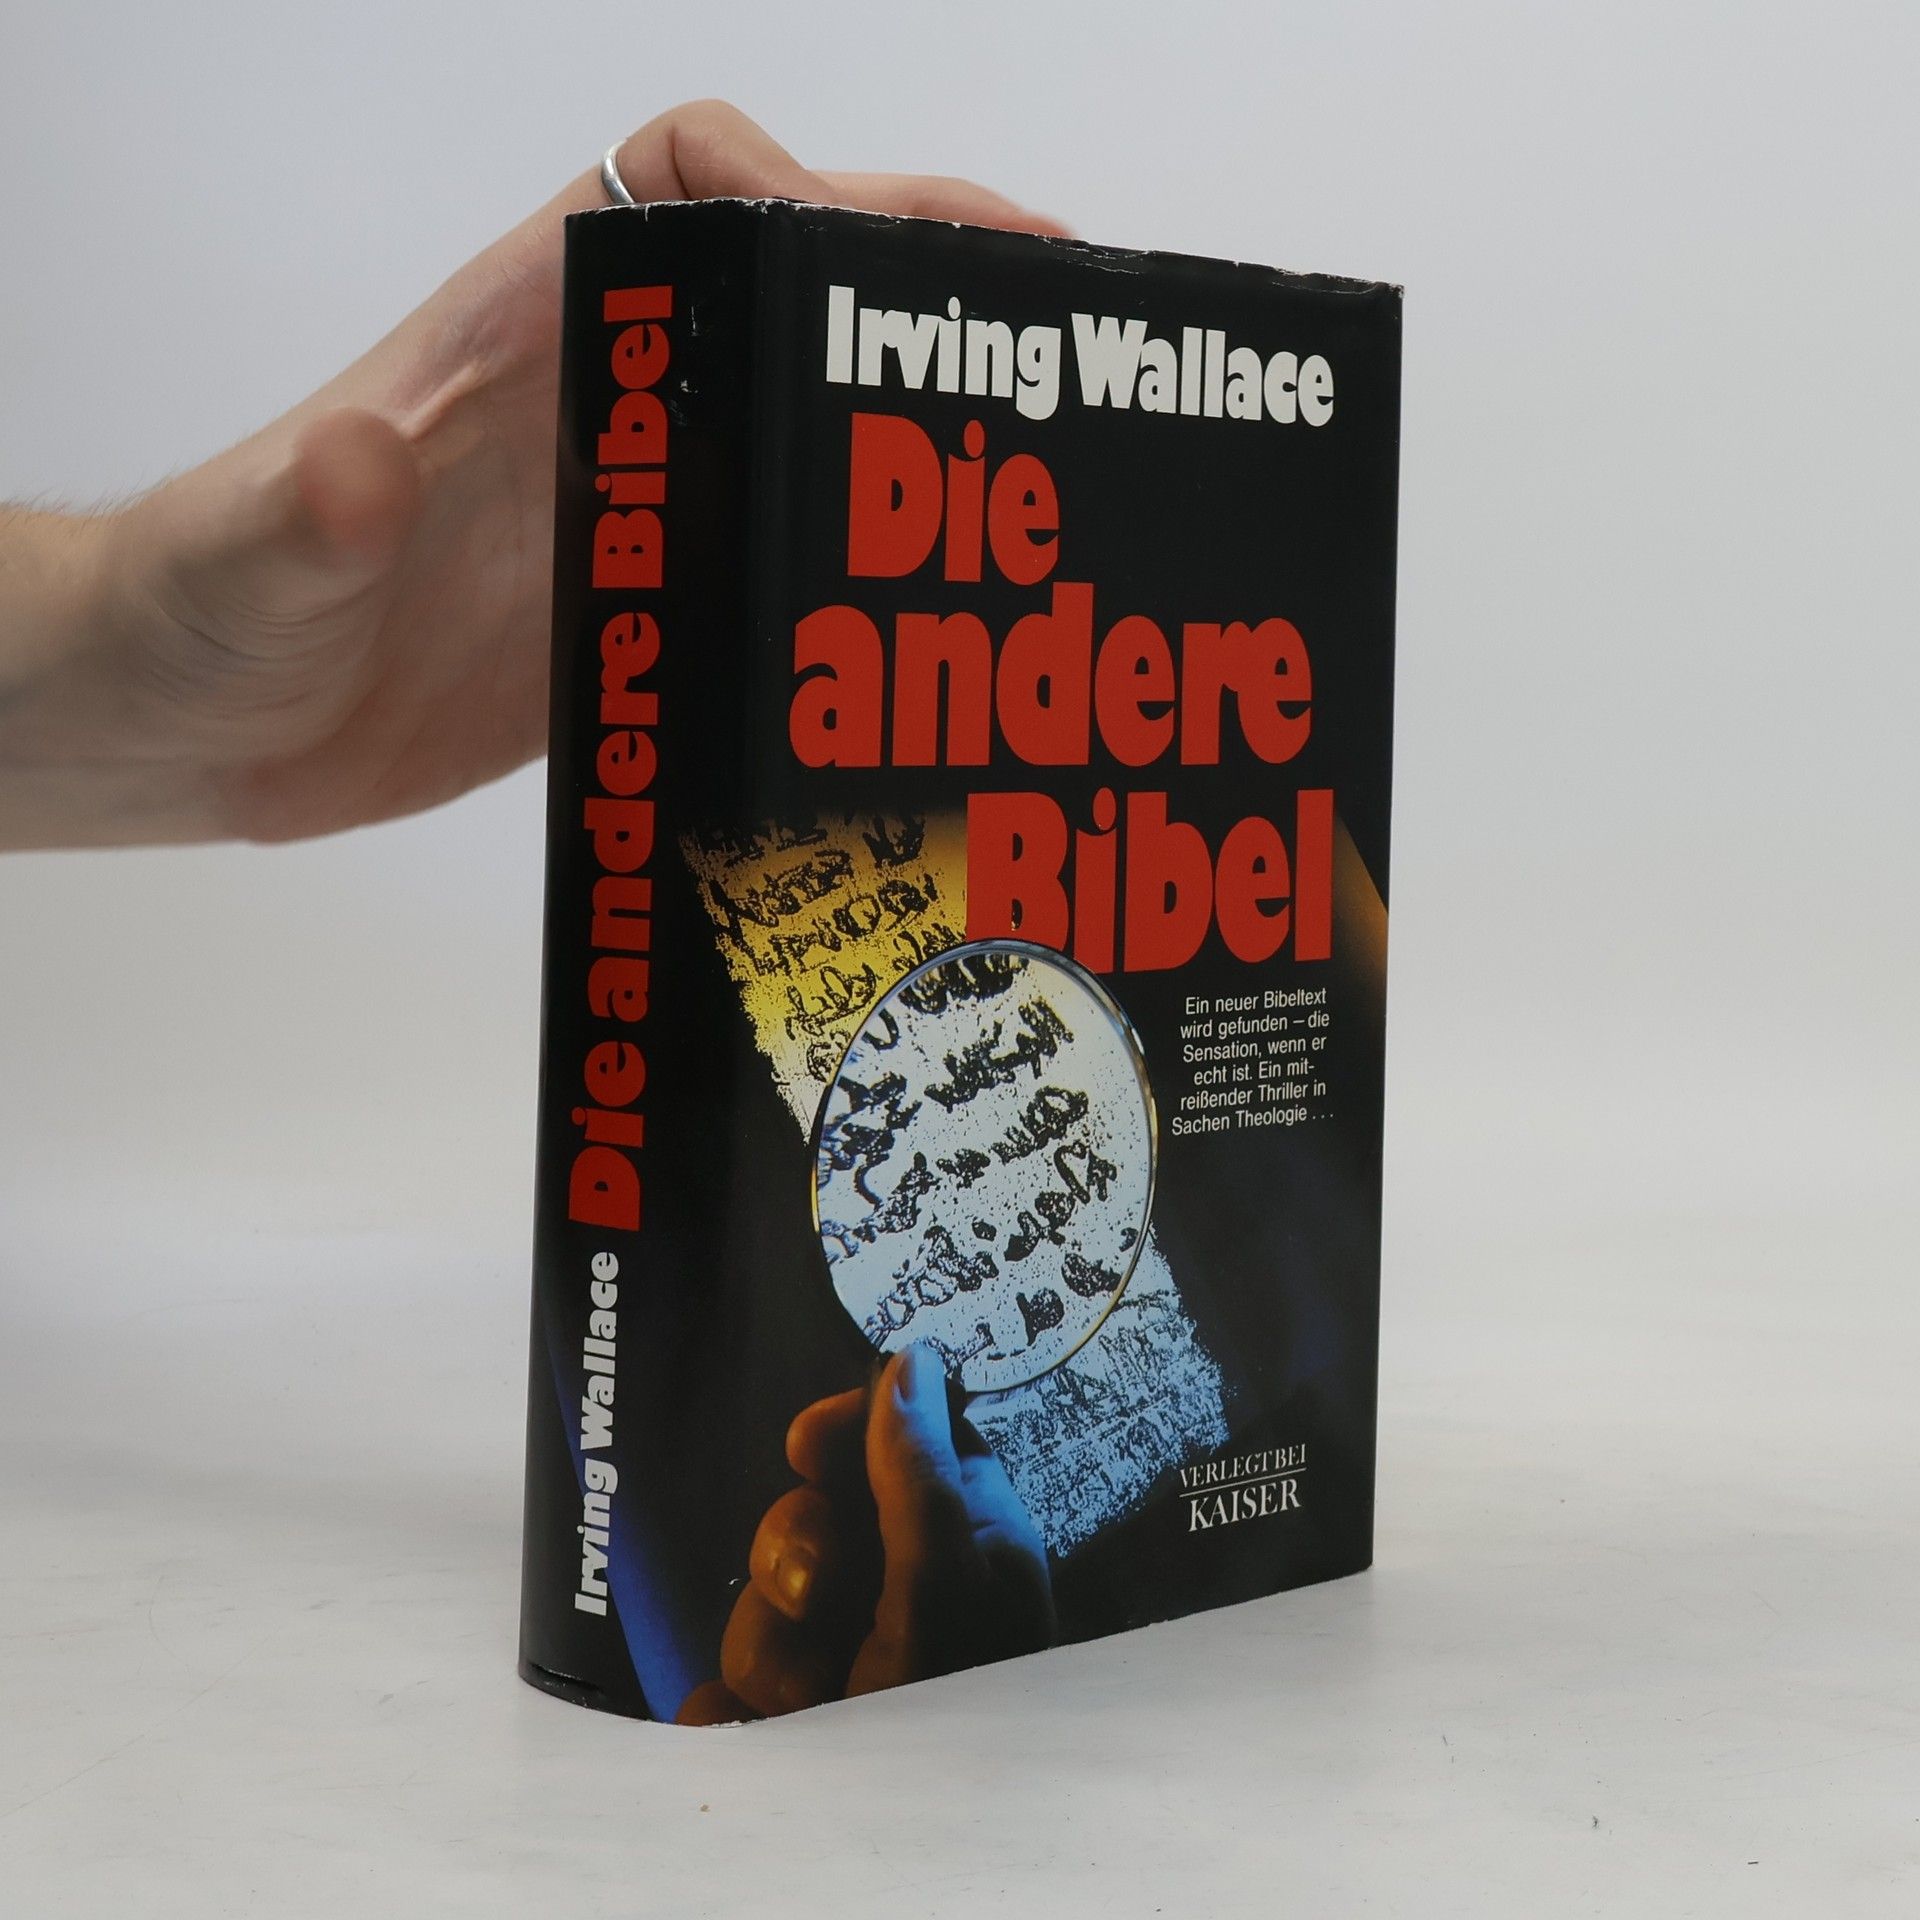 Die andere Bibel
Irving Wallace
Irving Wallace
Die
andere
Bibel
Ein neuer Bibeltext
wird gefunden – die
Sensation, wenn er
echt ist. Ein mit-
reißender Thriller in
Sachen Theologie . . .
VERLEGT BEI
KAISER